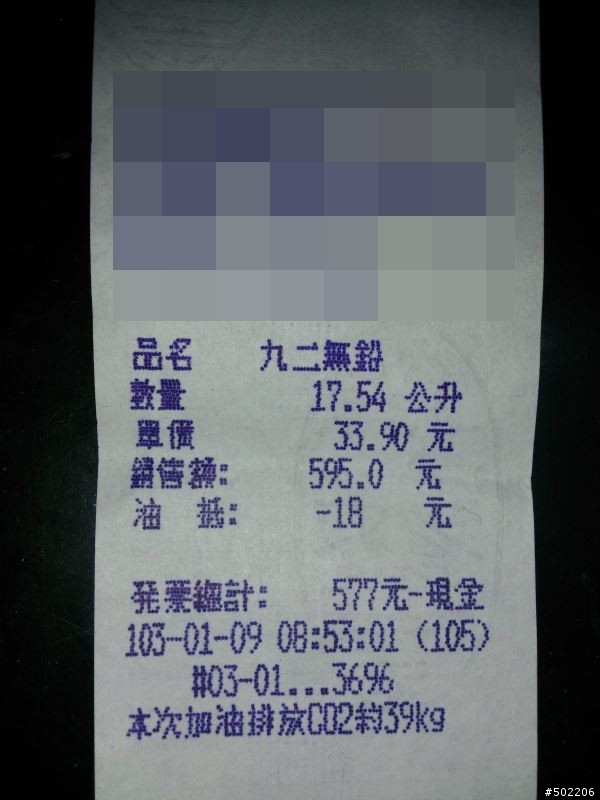 品名 九二無鉛
數量 17.54 公升
單價 33.90 元
銷售額: 595.0 元
油 抵: -18 元
発票總計: 577元-現金
103-01-09 08:53:01 (105)
#03-01...3696
本次加油排放CO2約39kg
#502206